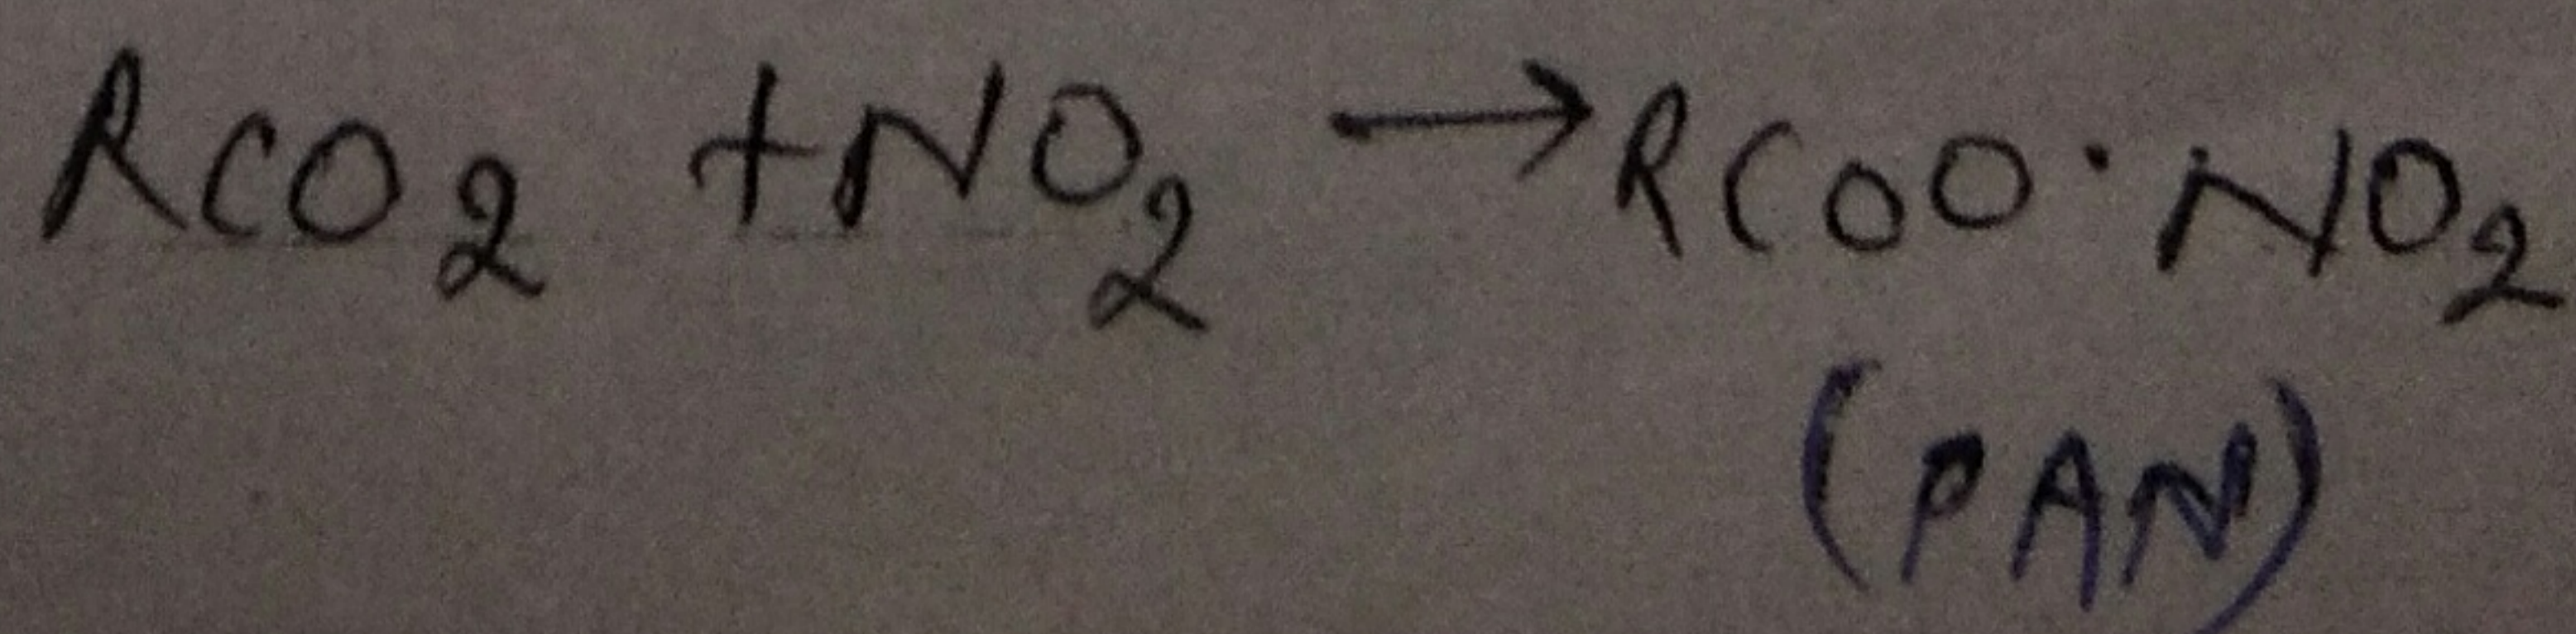 RCO₂ + NO₂ → RCOO·NO₂
(PAN)